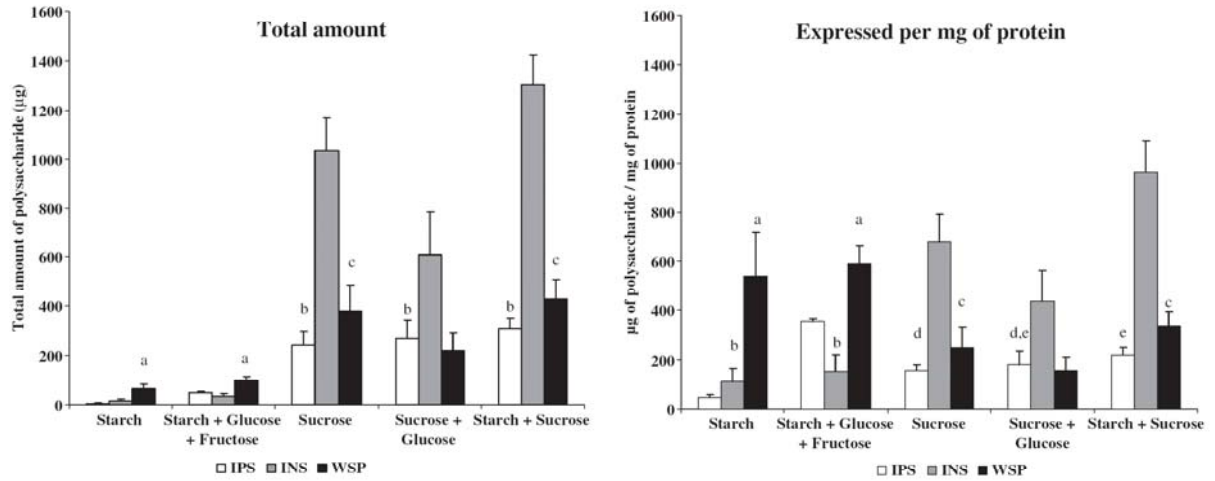 Total amount
Total amount of polysaccharide (µg)
1600
1400
1200
1000
800
600
400
200
0
a
a
b
c
b
b
c
Starch
Starch + Glucose
+ Fructose
Sucrose
Sucrose +
Glucose
Starch + Sucrose
IPS
INS
WSP
Expressed per mg of protein
µg of polysaccharide / mg of protein
1600
1400
1200
1000
800
600
400
200
0
b
a
b
a
d
c
d,e
e
c
Starch
Starch + Glucose
+ Fructose
Sucrose
Sucrose +
Glucose
Starch + Sucrose
IPS
INS
WSP